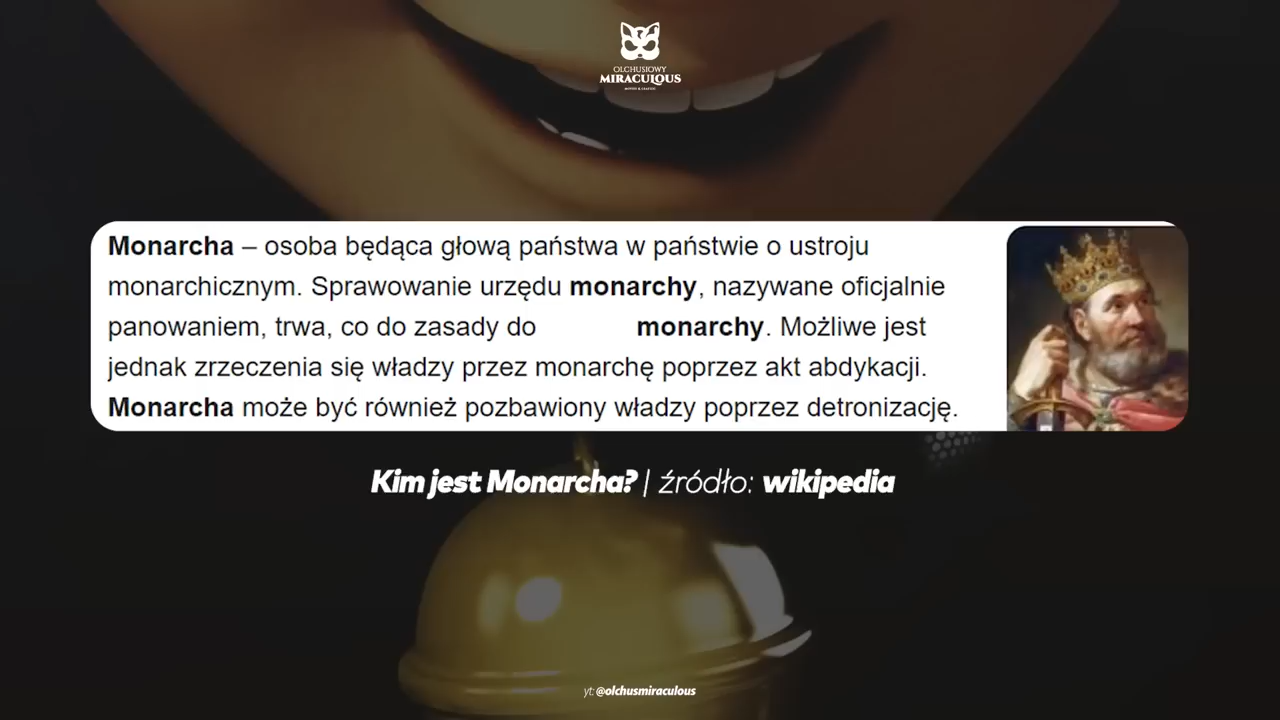 OLCHUSIOWY
MIRACULOUS
Monarcha – osoba będąca głową państwa w państwie o ustroju
monarchicznym. Sprawowanie urzędu monarchy, nazywane oficjalnie
panowaniem, trwa, co do zasady do monarchy. Możliwe jest
jednak zrzeczenia się władzy przez monarchę poprzez akt abdykacji.
Monarcha może być również pozbawiony władzy poprzez detronizację.
Kim jest Monarcha? | źródło: wikipedia
yt: @olchusmiraculous